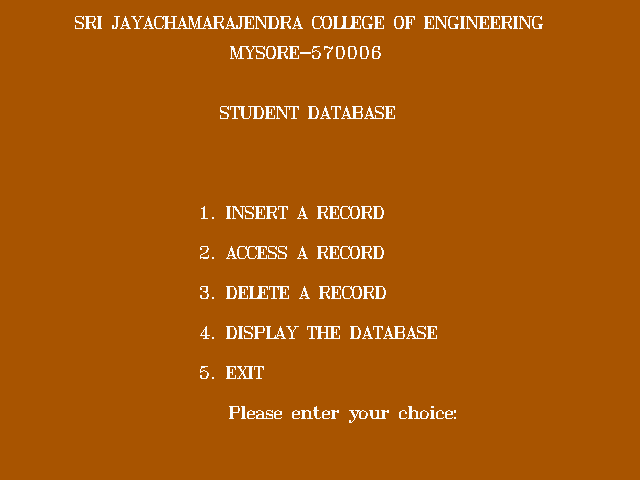 SRI JAYACHAMARAJENDRA COLLEGE OF ENGINEERING
MYSORE-570006
STUDENT DATABASE
1. INSERT A RECORD
2. ACCESS A RECORD
3. DELETE A RECORD
4. DISPLAY THE DATABASE
5. EXIT
Please enter your choice: